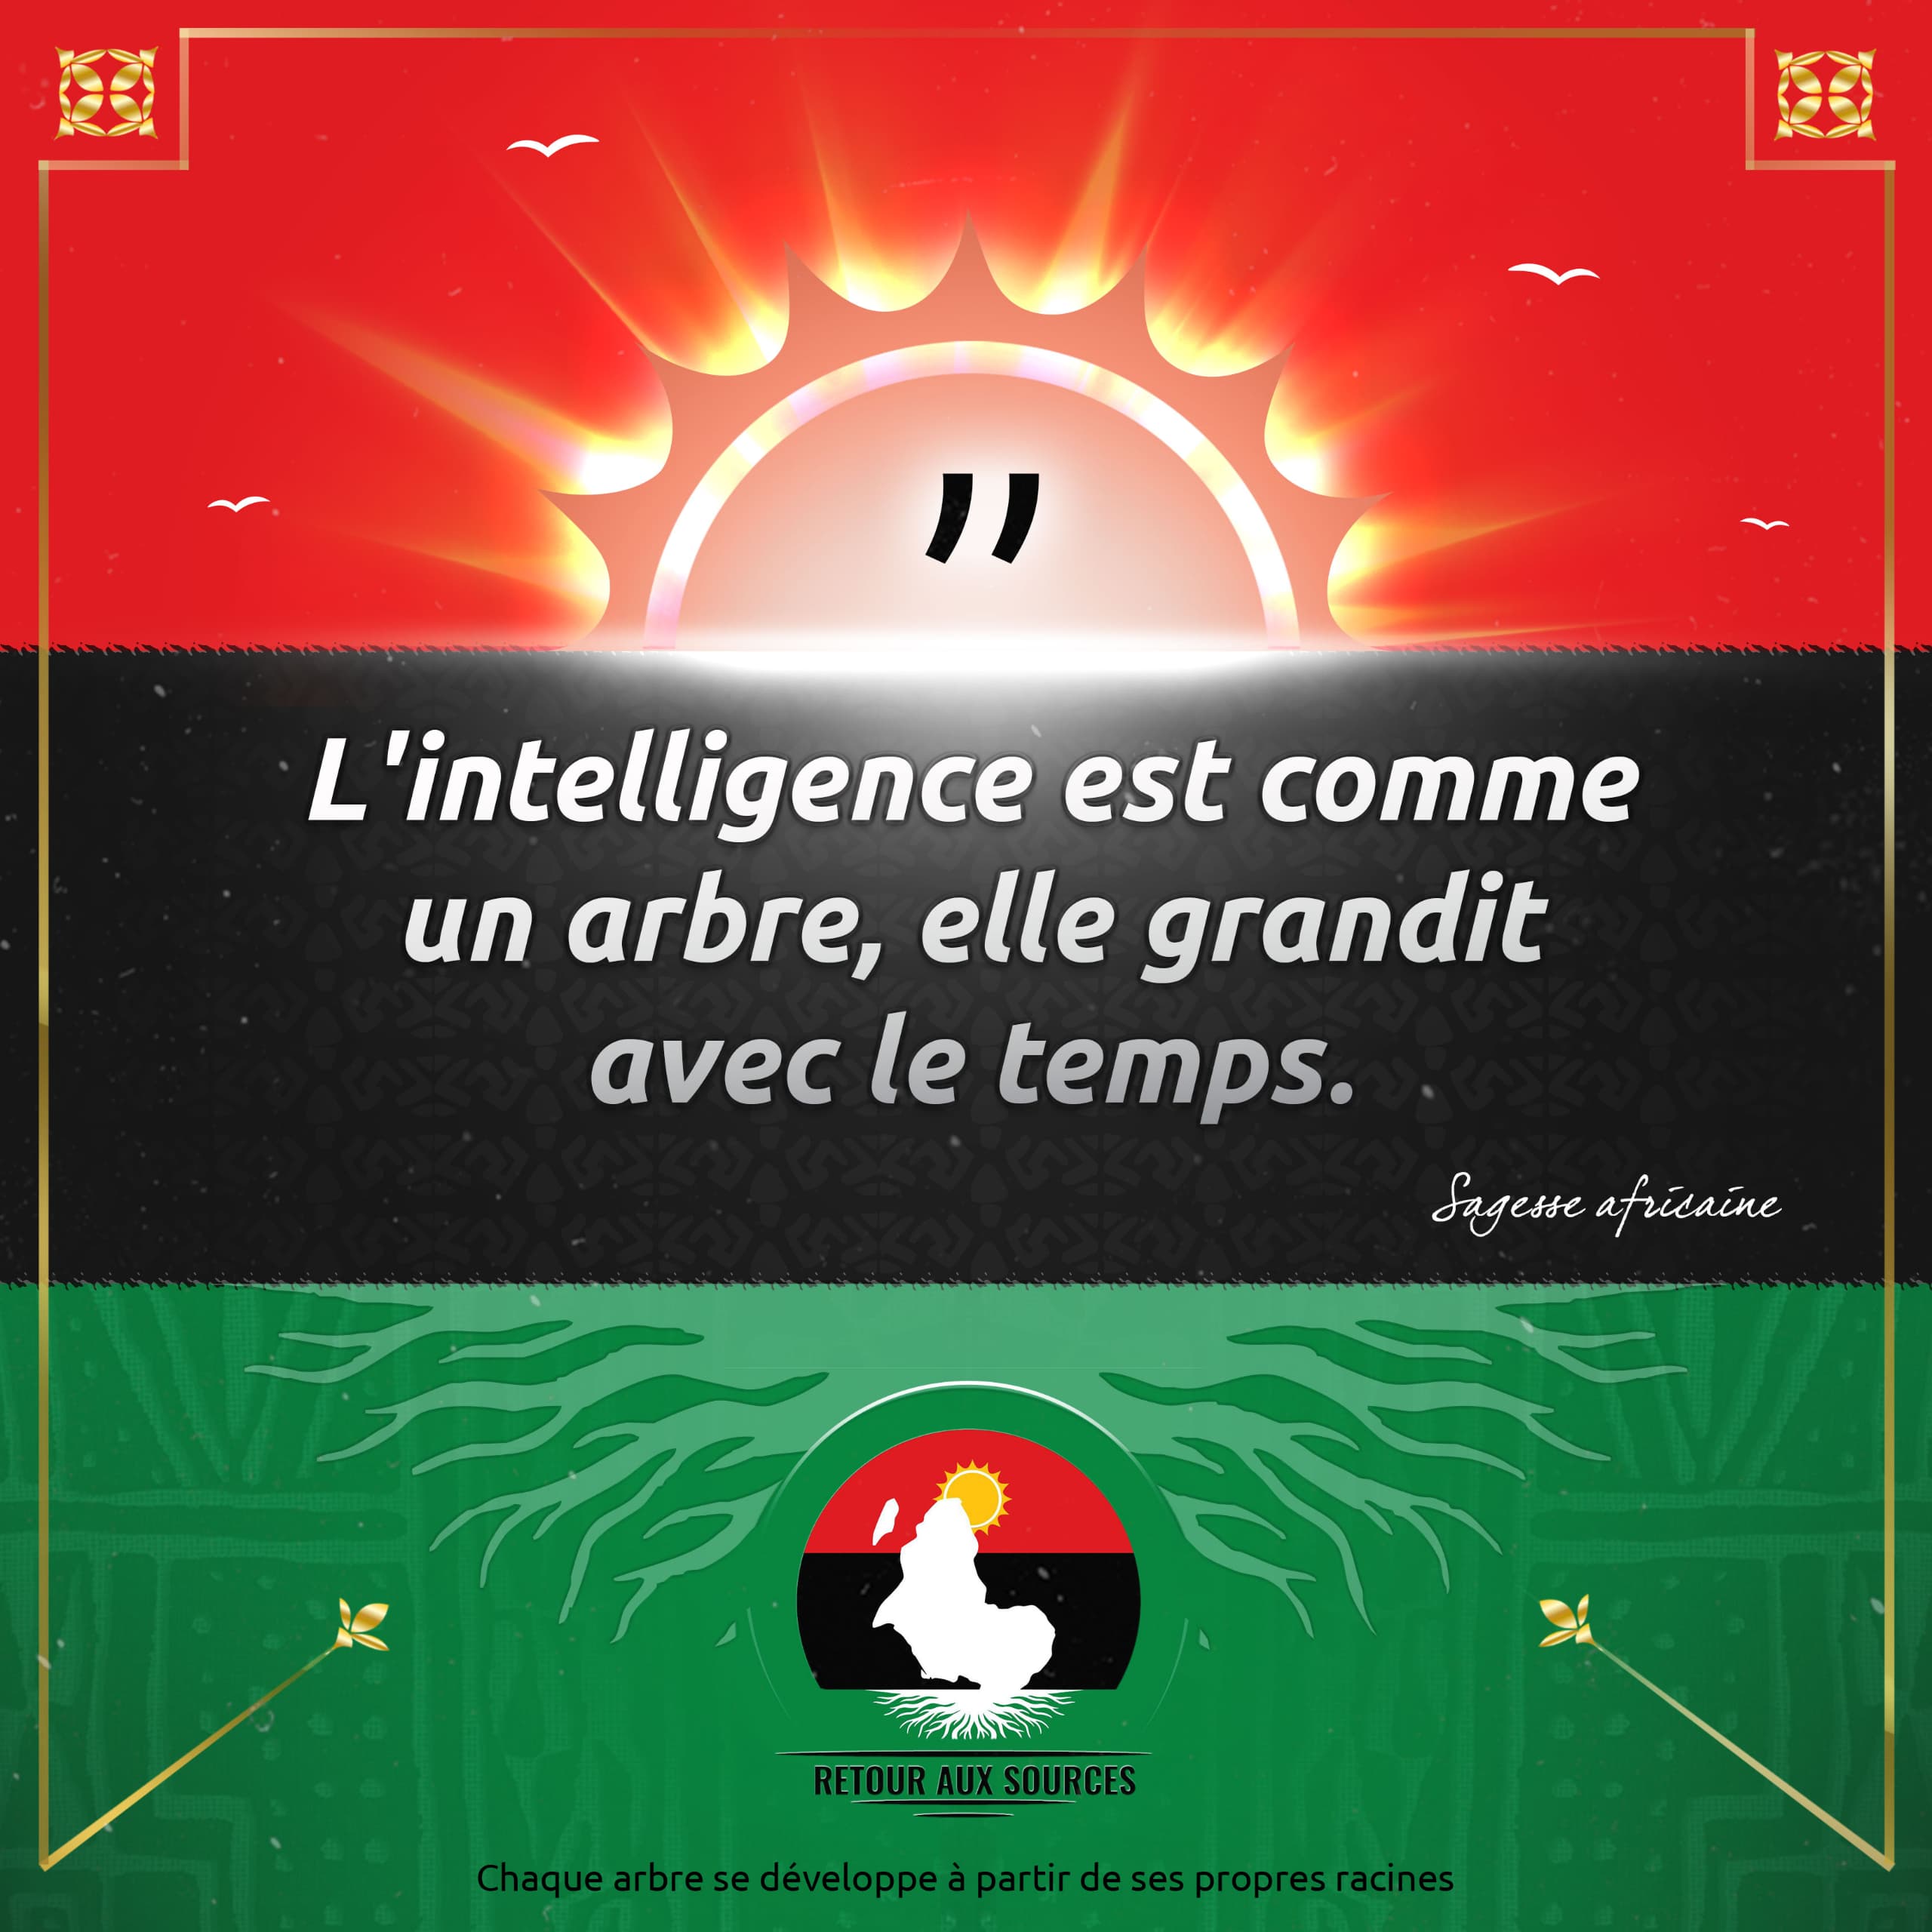 ”
L'intelligence est comme
un arbre, elle grandit
avec le temps.
Sagesse africaine
RETOUR AUX SOURCES
Chaque arbre se développe à partir de ses propres racines